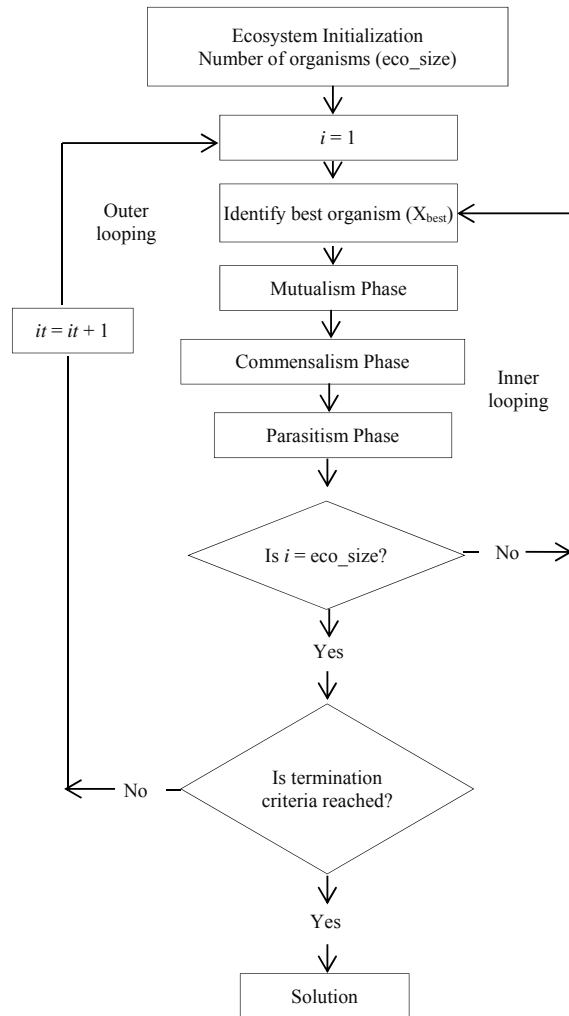 Ecosystem Initialization
Number of organisms (eco_size)
i = 1
Outer
looping
Identify best organism (Xbest)
Mutualism Phase
it = it + 1
Commensalism Phase
Inner
looping
Parasitism Phase
Is i = eco_size?
No
Yes
Is termination
criteria reached?
No
Yes
Solution